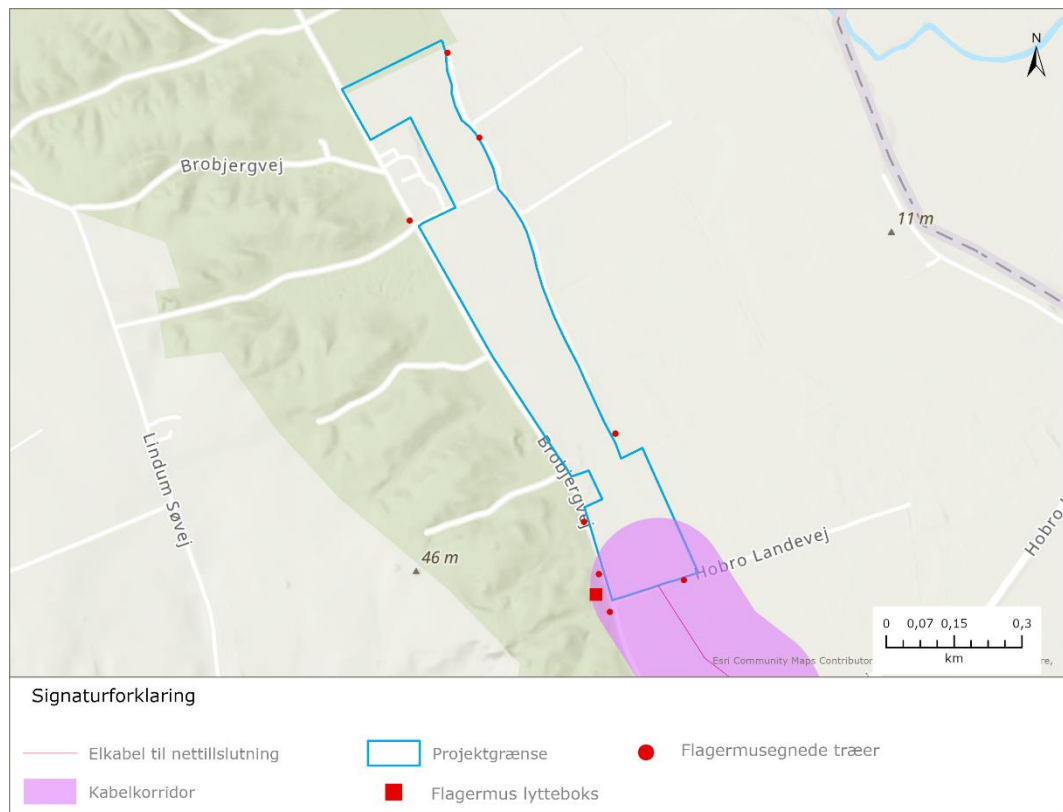 N
Brobjergvej
11 m
Lindum Søvej
Brobjergvej
46 m
Hobro Landevej
Hobro
0 0,07 0,15 0,3
km
Esri Community Maps Contributor
Signaturforklaring
Elkabel til nettillslutning
Projektgrænse
Flagermusegnede træer
Kabelkorridor
Flagermus lytteboks